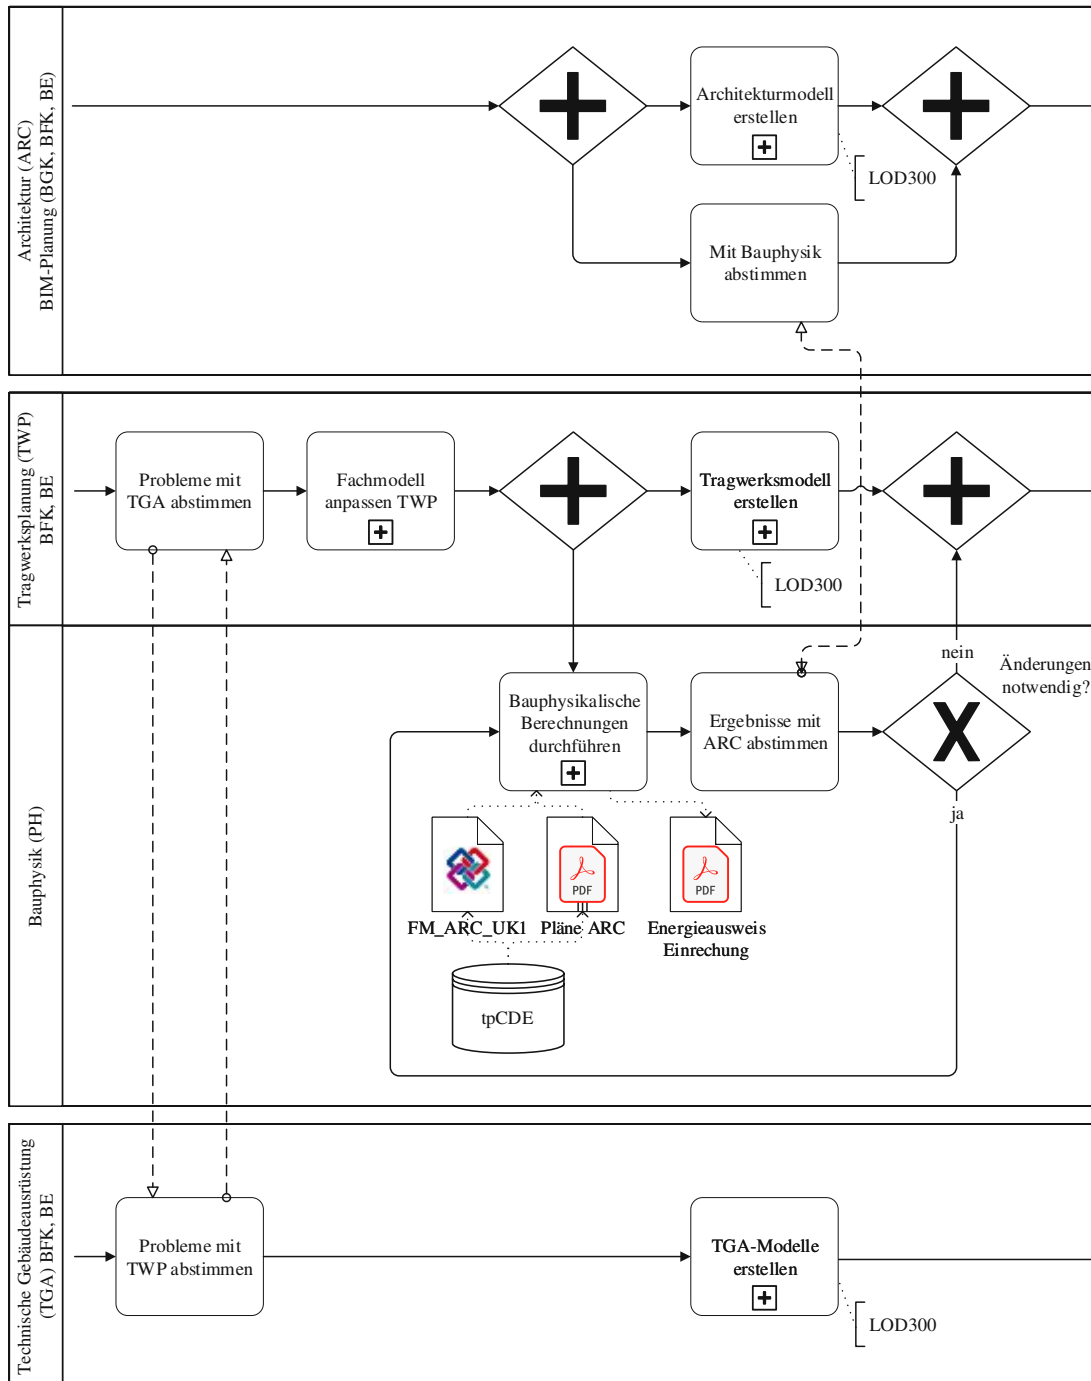 Architektur (ARC)
BIM-Planung (BGK, BFK, BE)
Architekturmodell
erstellen
LOD300
Mit Bauphysik
abstimmen
Tragwerksplanung (TWP)
BFK, BE
Probleme mit
TGA abstimmen
Fachmodell
anpassen TWP
Tragwerksmodell
erstellen
LOD300
Bauphysik (PH)
Bauphysikalische
Berechnungen
durchführen
Ergebnisse mit
ARC abstimmen
nein
Änderungen
notwendig?
X
ja
PDF
PDF
FM_ARC_UK1
Pläne ARC
Energieausweis
Einrechung
tpCDE
Technische Gebäudeausrüstung
(TGA) BFK, BE
Probleme mit
TWP abstimmen
TGA-Modelle
erstellen
LOD300